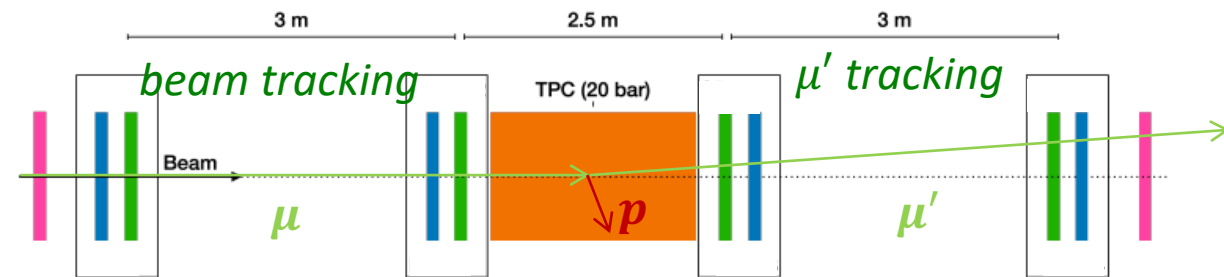 3 m 2.5 m 3 m
beam tracking μ′ tracking
TPC (20 bar)
Beam
μ p μ′